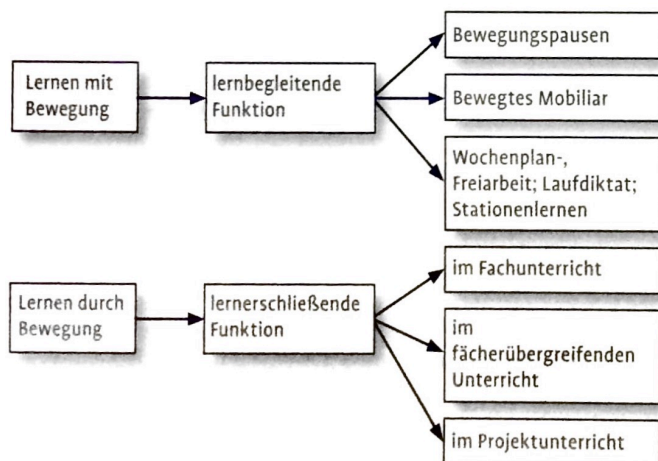 Lernen mit
Bewegung
lernbegleitende
Funktion
Bewegungspausen
Bewegtes Mobiliar
Wochenplan-,
Freiarbeit; Laufdiktat;
Stationenlernen
Lernen durch
Bewegung
lernerschließende
Funktion
im Fachunterricht
im
fächerübergreifenden
Unterricht
im Projektunterricht